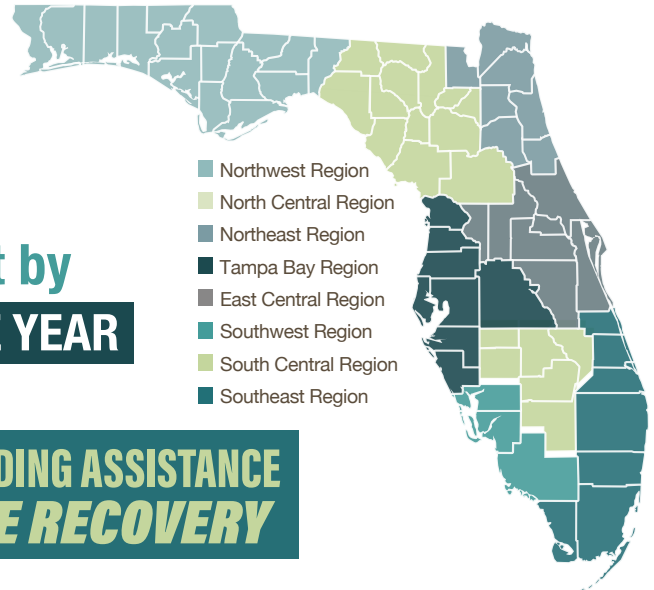 Northwest Region
North Central Region
Northeast Region
Tampa Bay Region
East Central Region
Southwest Region
South Central Region
Southeast Region
by
YEAR
ASSISTANCE
RECOVERY